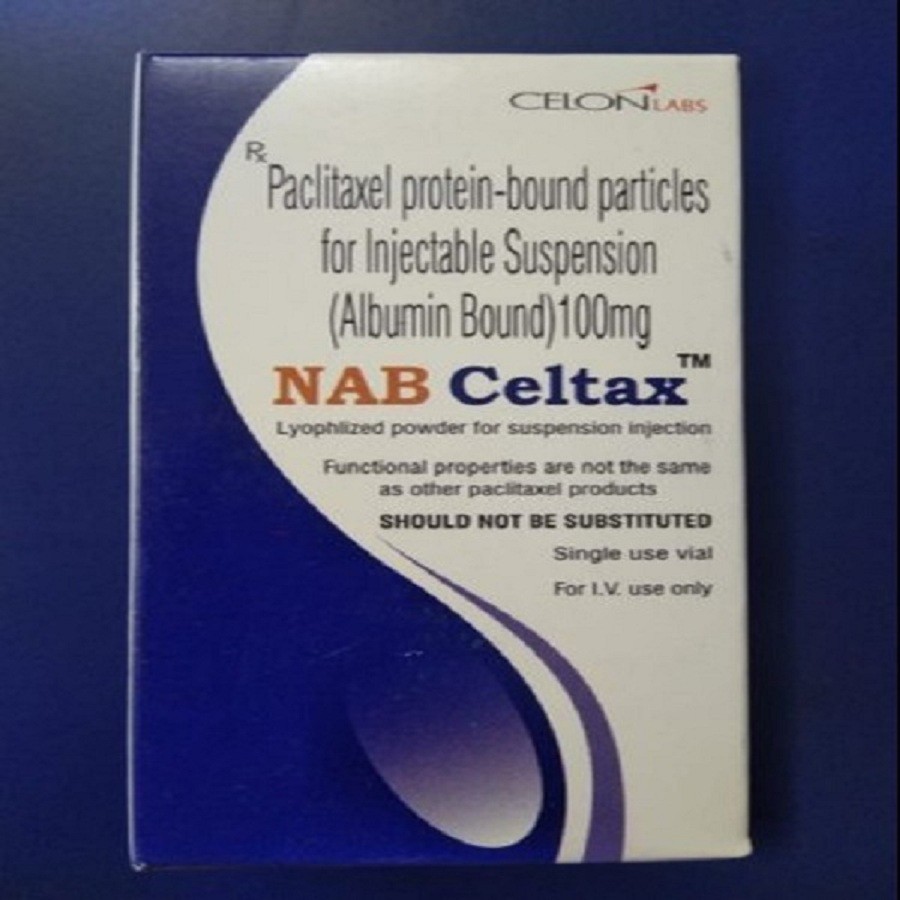 CELON LABS
Rx
Paclitaxel protein-bound particles
for Injectable Suspension
(Albumin Bound)100mg
NAB Celtax™
Lyophlized powder for suspension injection
Functional properties are not the same
as other paclitaxel products
SHOULD NOT BE SUBSTITUTED
Single use vial
For I.V. use only